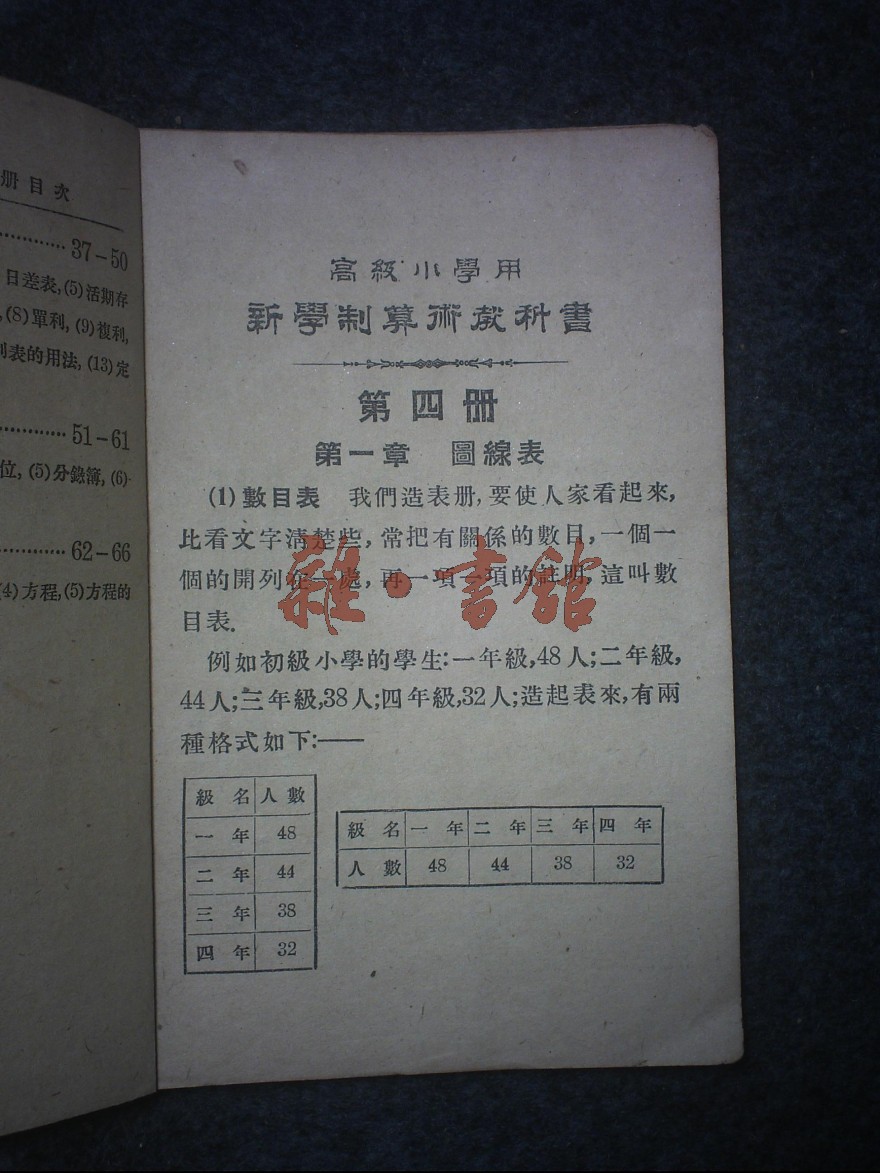 册目次
37-50
日差表,(5)活期存
,(8)單利,(9)複利,
表的用法,(13)定
51-61
位,(5)分錄簿,(6)
62-66
(4)方程,(5)方程的
高級小學用
新學制算術教科書
第四册
第一章 圖線表
(1) 數目表 我們造表册,要使人家看起來,
比看文字清楚些,常把有關係的數目,一個一
個的開列在一處,再一項一項的註明,這叫數
目表.
例如初級小學的學生:一年級,48人;二年級,
44人;三年級,38人;四年級,32人;造起表來,有兩
種格式如下:——
級名 人數
一年 48
二年 44
三年 38
四年 32
級名 一年 二年 三年 四年
人數 48 44 38 32
雜·書館